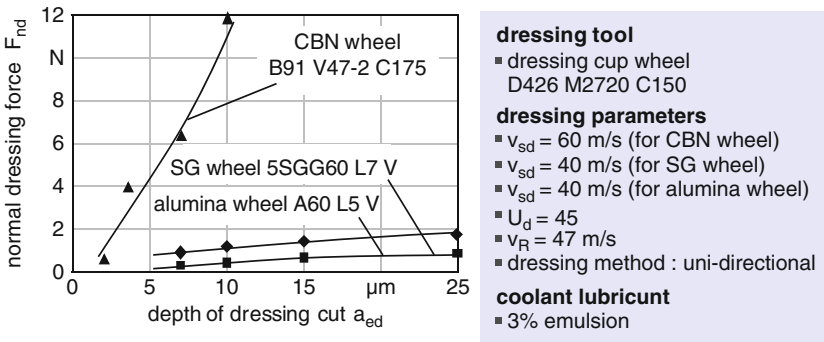 normal dressing force F_nd
12
N
8
6
4
2
0
CBN wheel
B91 V47-2 C175
SG wheel 5SGG60 L7 V
alumina wheel A60 L5 V
0 5 10 15 µm 25
depth of dressing cut a_ed
dressing tool
▪ dressing cup wheel
D426 M2720 C150
dressing parameters
▪ v_sd = 60 m/s (for CBN wheel)
▪ v_sd = 40 m/s (for SG wheel)
▪ v_sd = 40 m/s (for alumina wheel)
▪ U_d = 45
▪ v_R = 47 m/s
▪ dressing method : uni-directional
coolant lubricunt
▪ 3% emulsion